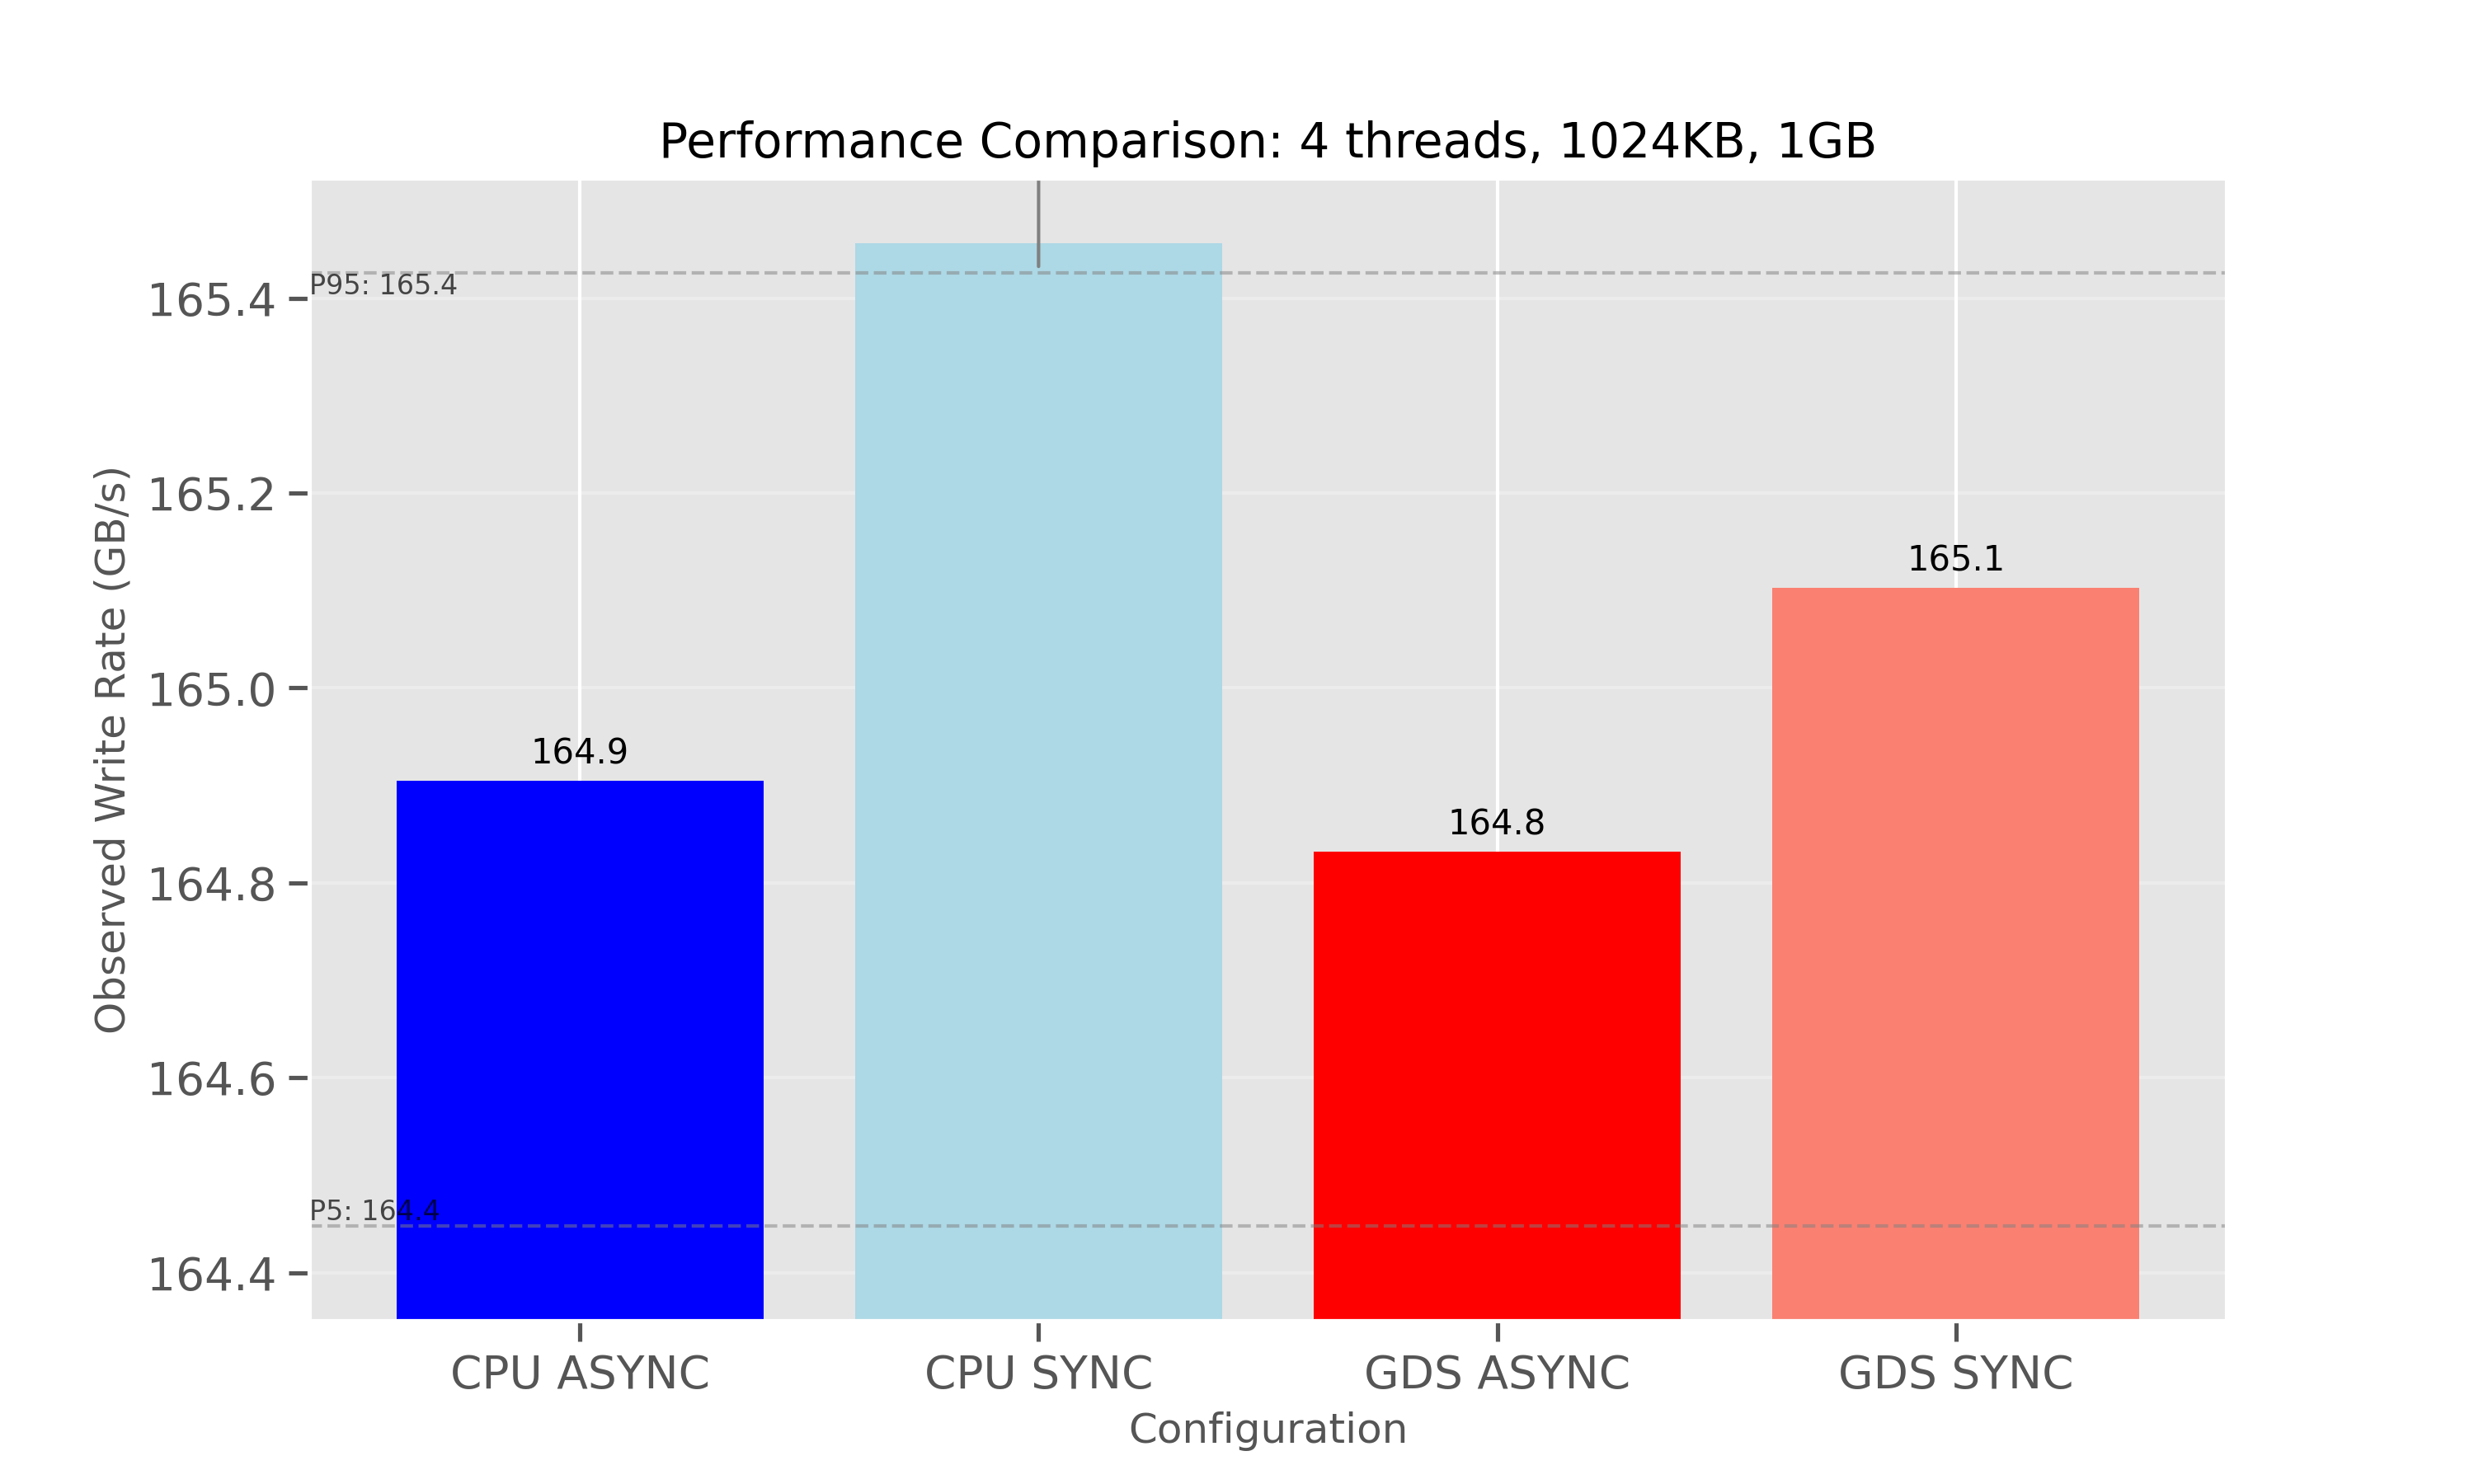 Performance Comparison: 4 threads, 1024KB, 1GB
Observed Write Rate (GB/s)
165.4
165.2
165.0
164.8
164.6
164.4
P95: 165.4
P5: 164.4
164.9
164.8
165.1
CPU ASYNC
CPU SYNC
GDS ASYNC
GDS SYNC
Configuration